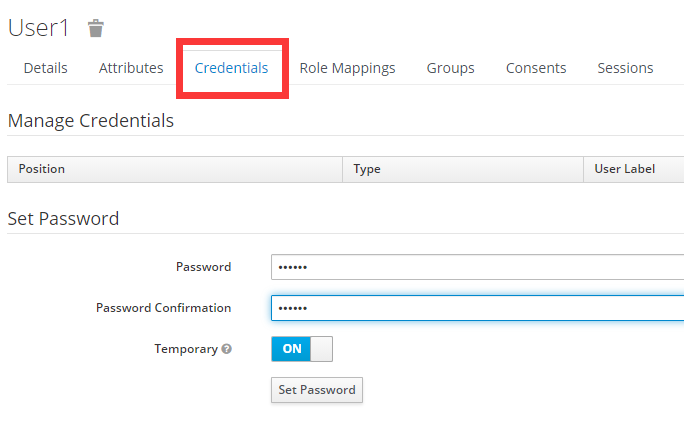 User1
Details Attributes Credentials Role Mappings Groups Consents Sessions
Manage Credentials
Position Type User Label
Set Password
Password ••••••
Password Confirmation ••••••
Temporary ? ON
Set Password